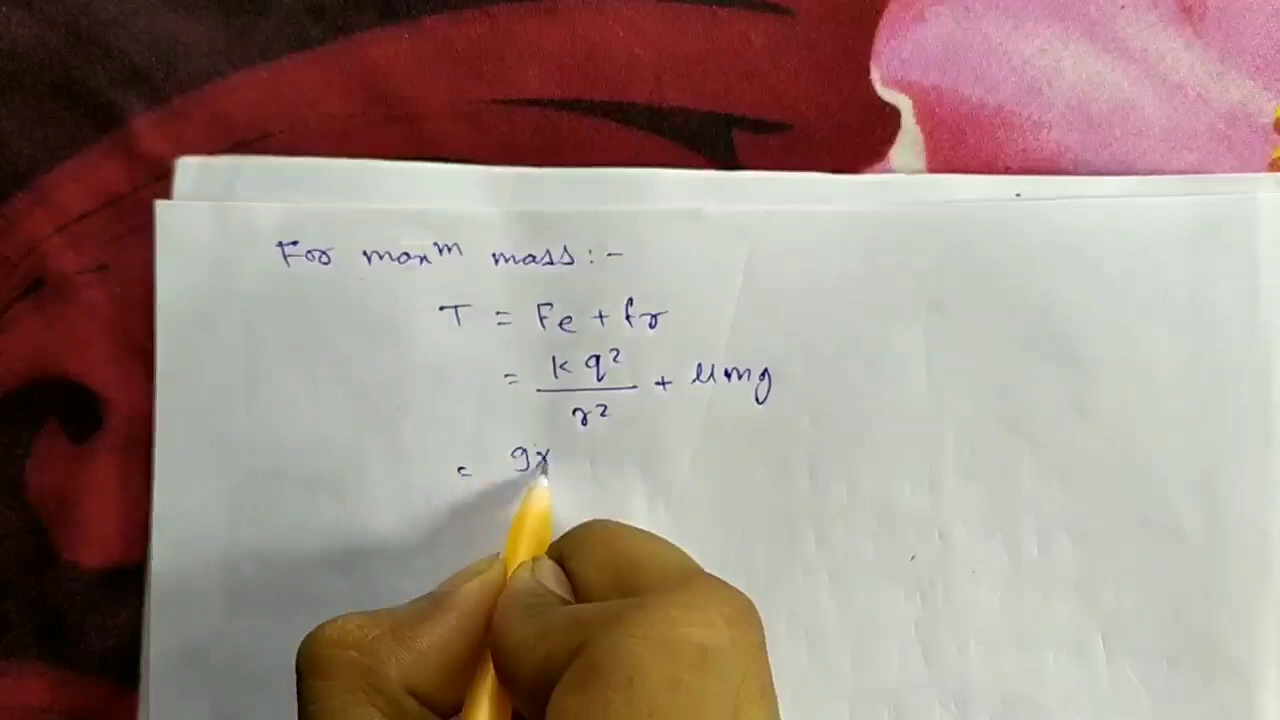 For maxᵐ mass:-
T = Fe + fr
= kq²/r² + μmg
= 9×